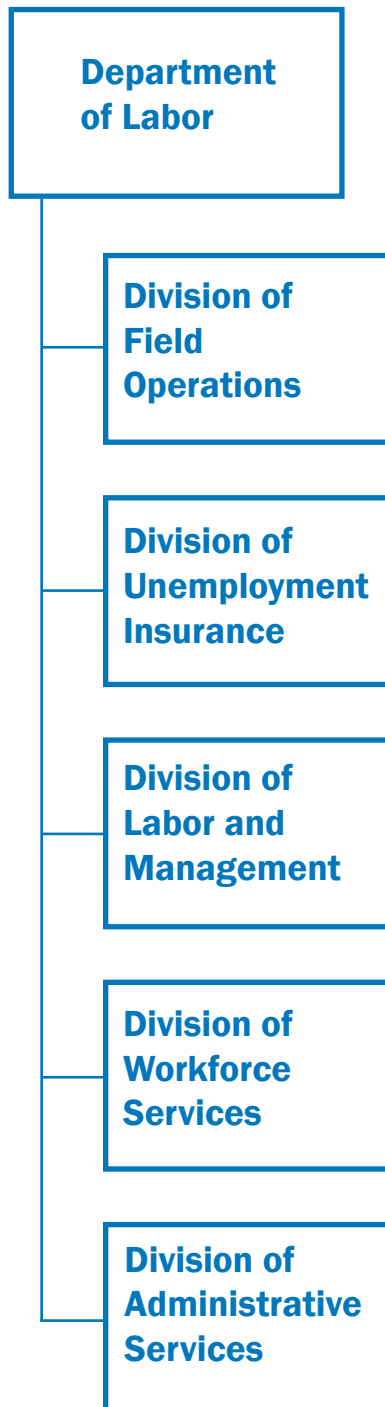 Department
of Labor
Division of
Field
Operations
Division of
Unemployment
Insurance
Division of
Labor and
Management
Division of
Workforce
Services
Division of
Administrative
Services